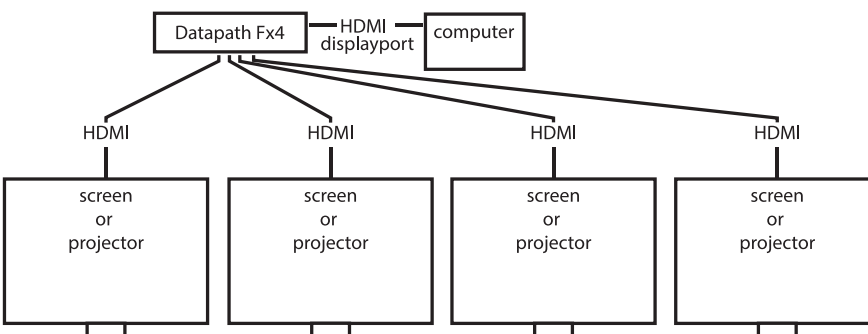 Datapath Fx4
HDMI
displayport
computer
HDMI
HDMI
HDMI
HDMI
screen
or
projector
screen
or
projector
screen
or
projector
screen
or
projector